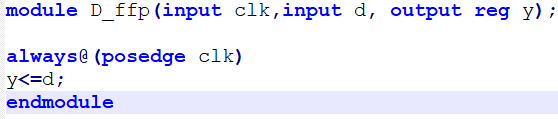 module D_ffp(input clk,input d, output reg y);
always@(posedge clk)
y<=d;
endmodule